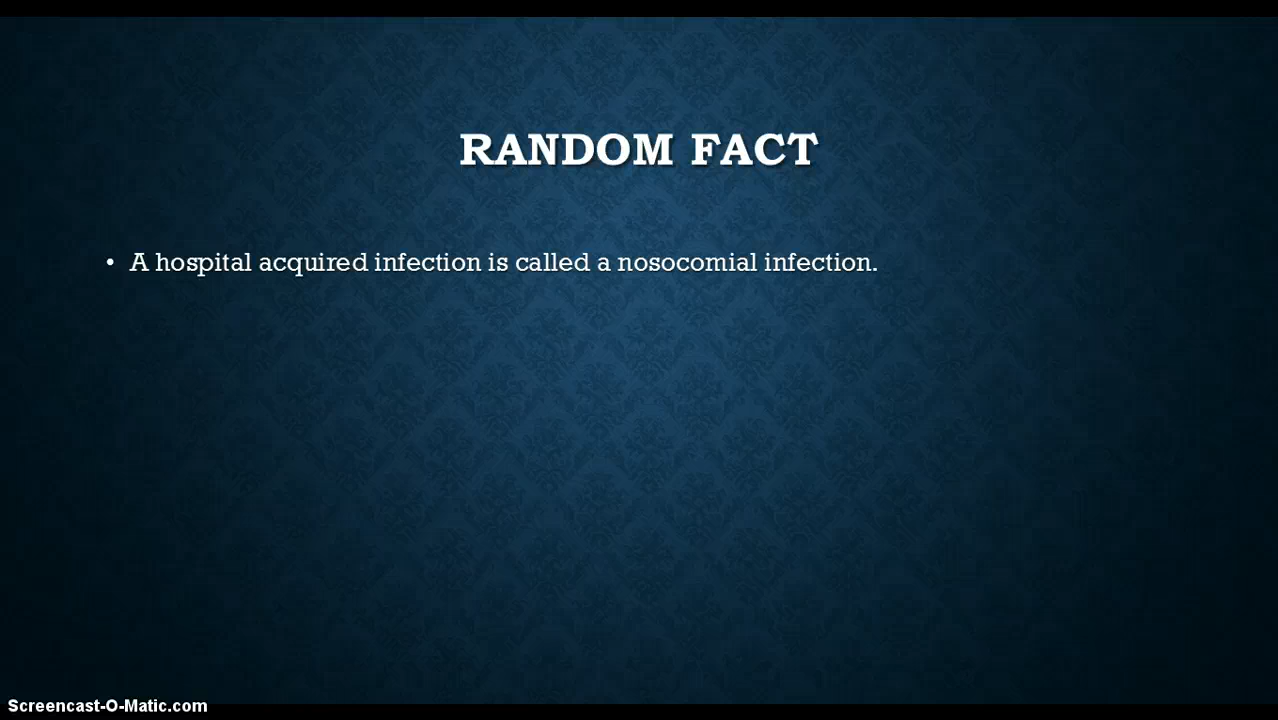 RANDOM FACT
• A hospital acquired infection is called a nosocomial infection.
Screencast-O-Matic.com